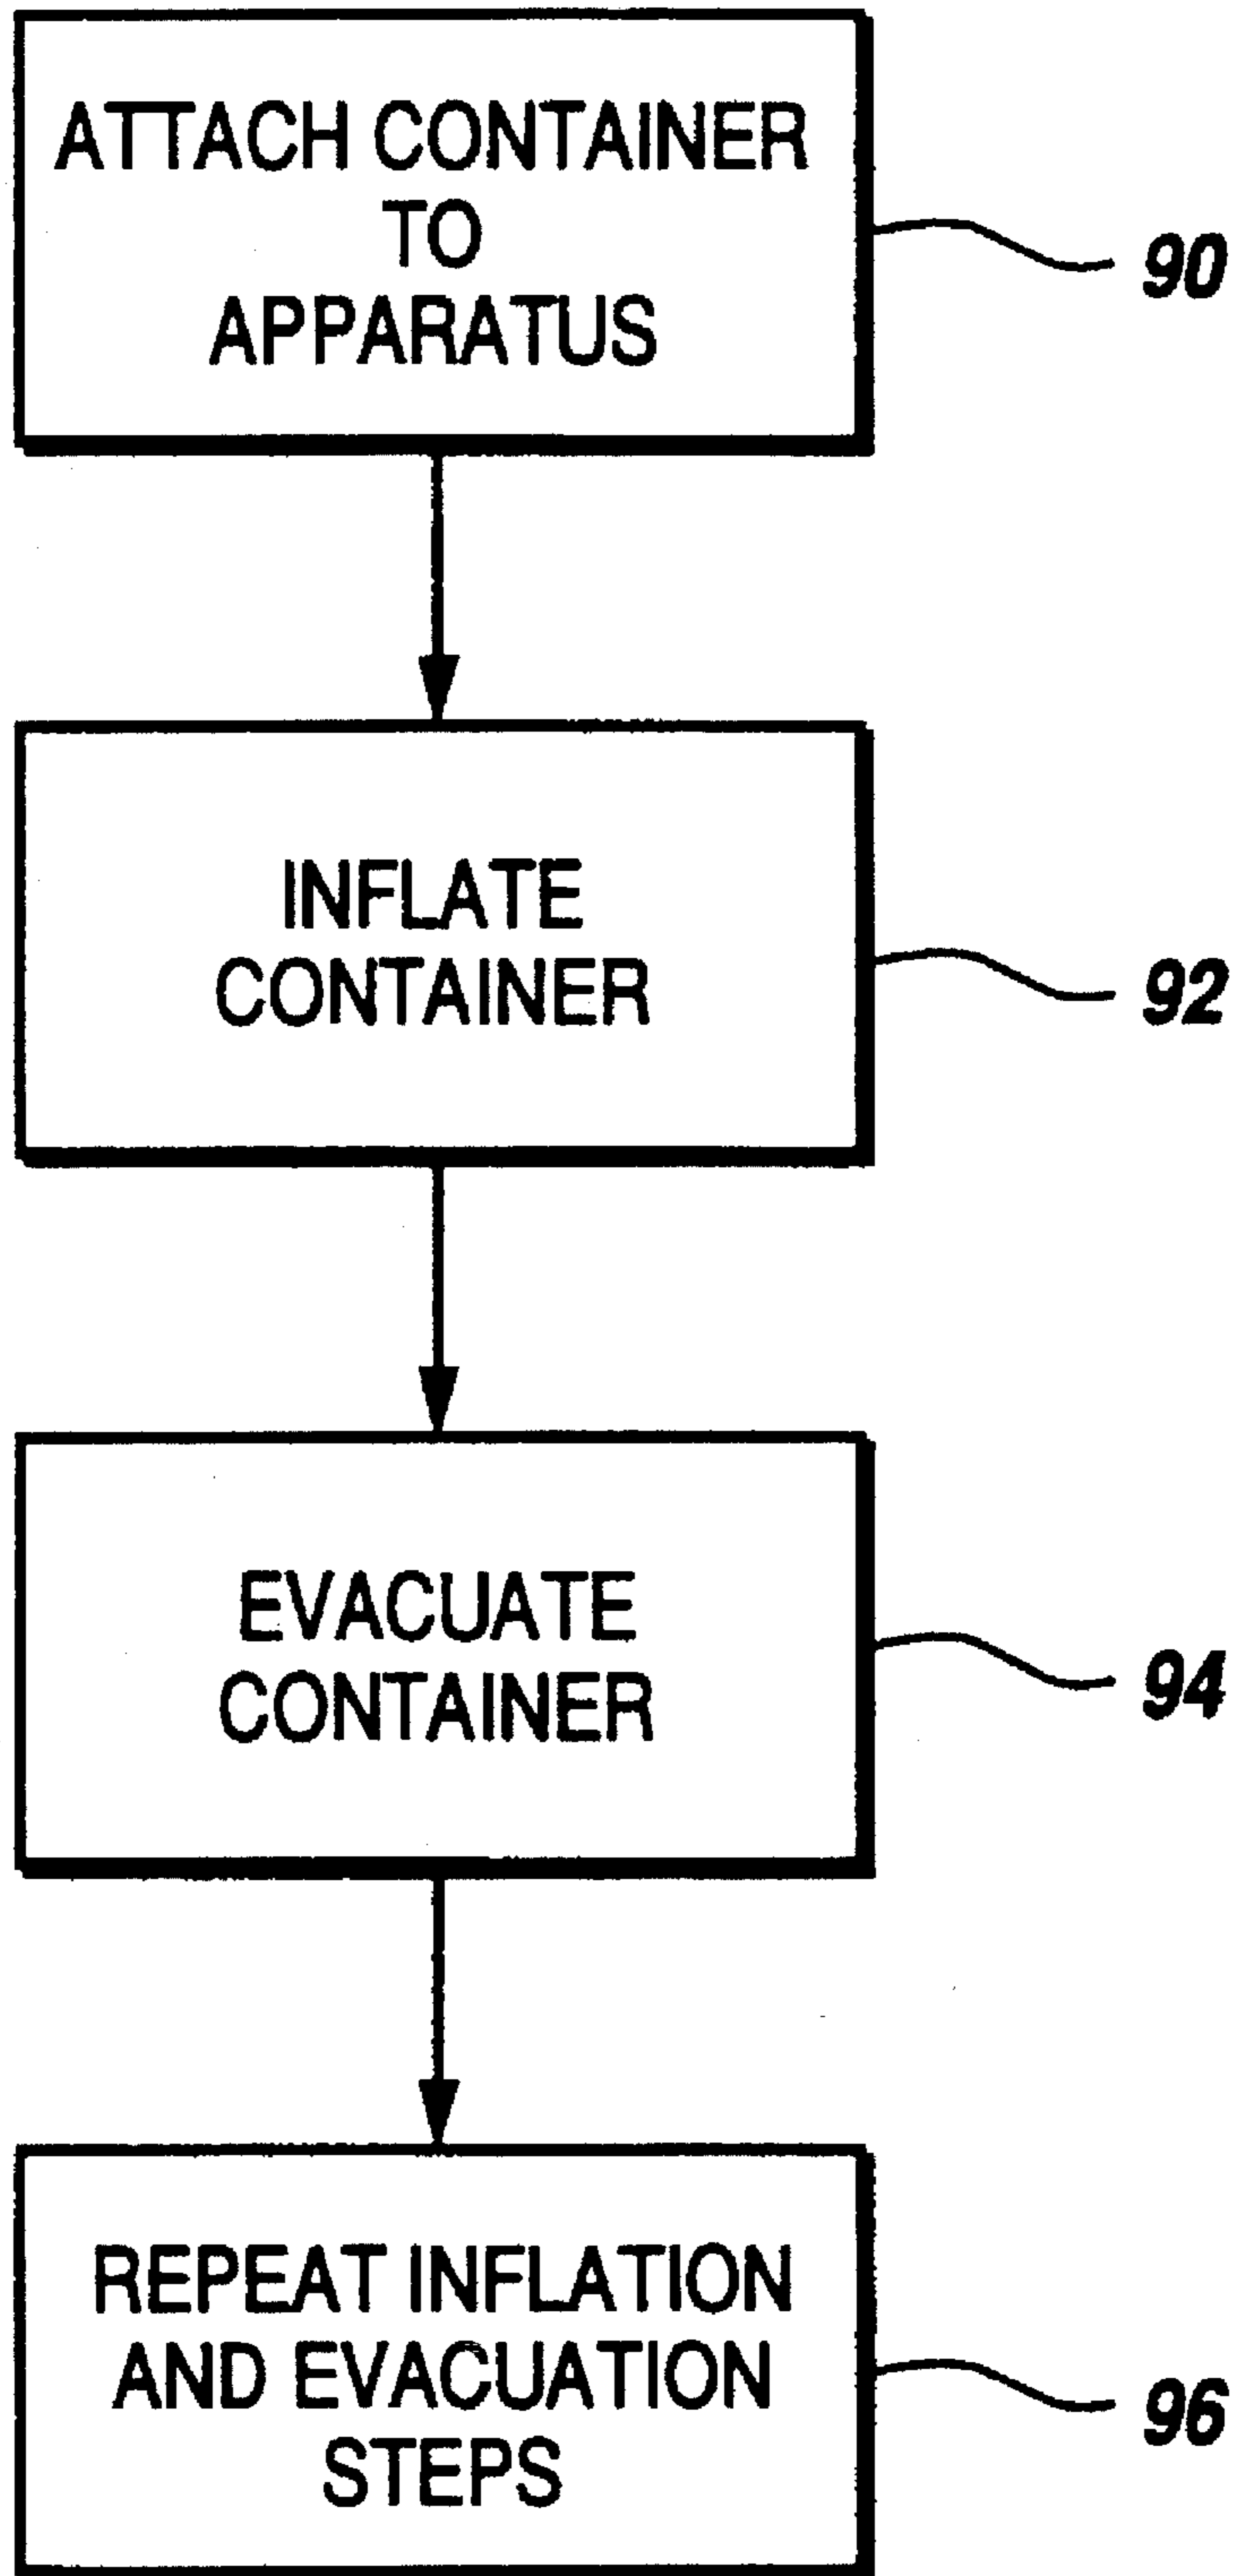 ATTACH CONTAINER
TO
APPARATUS
90
INFLATE
CONTAINER
92
EVACUATE
CONTAINER
94
REPEAT INFLATION
AND EVACUATION
STEPS
96